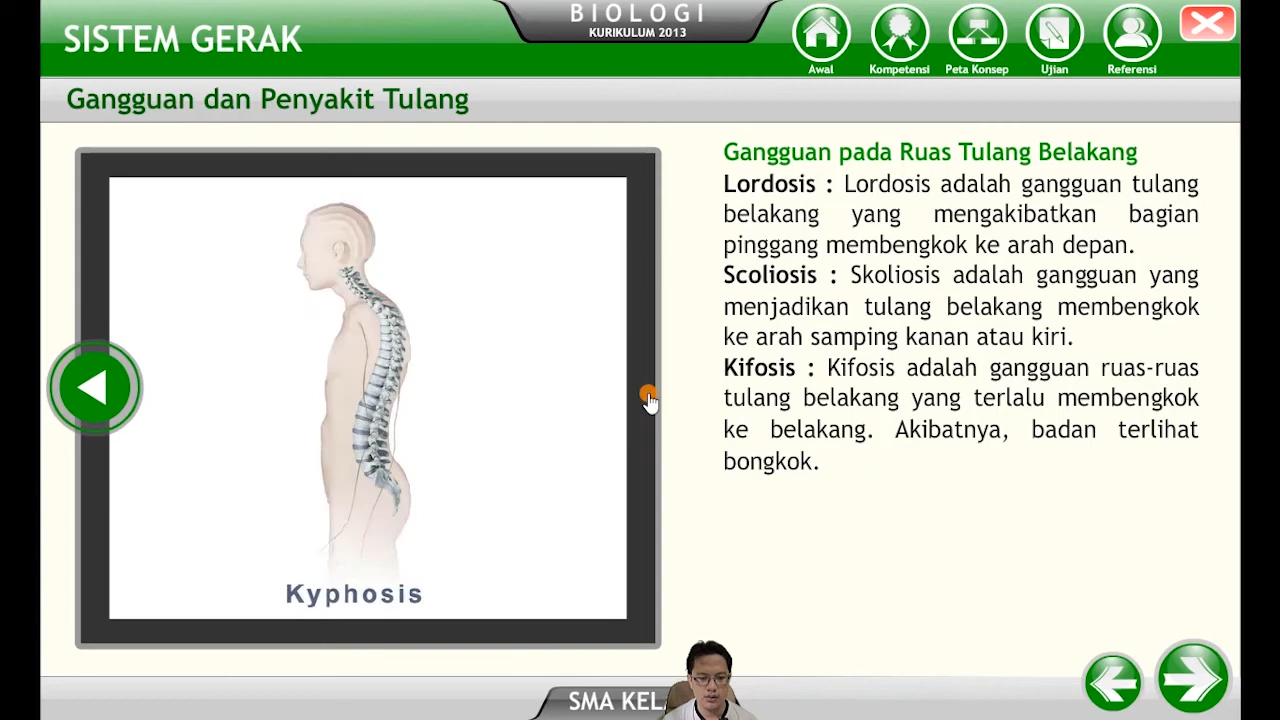 BIOLOGI
KURIKULUM 2013
SISTEM GERAK
Awal
Kompetensi
Peta Konsep
Ujian
Referensi
Gangguan dan Penyakit Tulang
Gangguan pada Ruas Tulang Belakang
Lordosis : Lordosis adalah gangguan tulang
belakang yang mengakibatkan bagian
pinggang membengkok ke arah depan.
Scoliosis : Skoliosis adalah gangguan yang
menjadikan tulang belakang membengkok
ke arah samping kanan atau kiri.
Kifosis : Kifosis adalah gangguan ruas-ruas
tulang belakang yang terlalu membengkok
ke belakang. Akibatnya, badan terlihat
bongkok.
Kyphosis
SMA